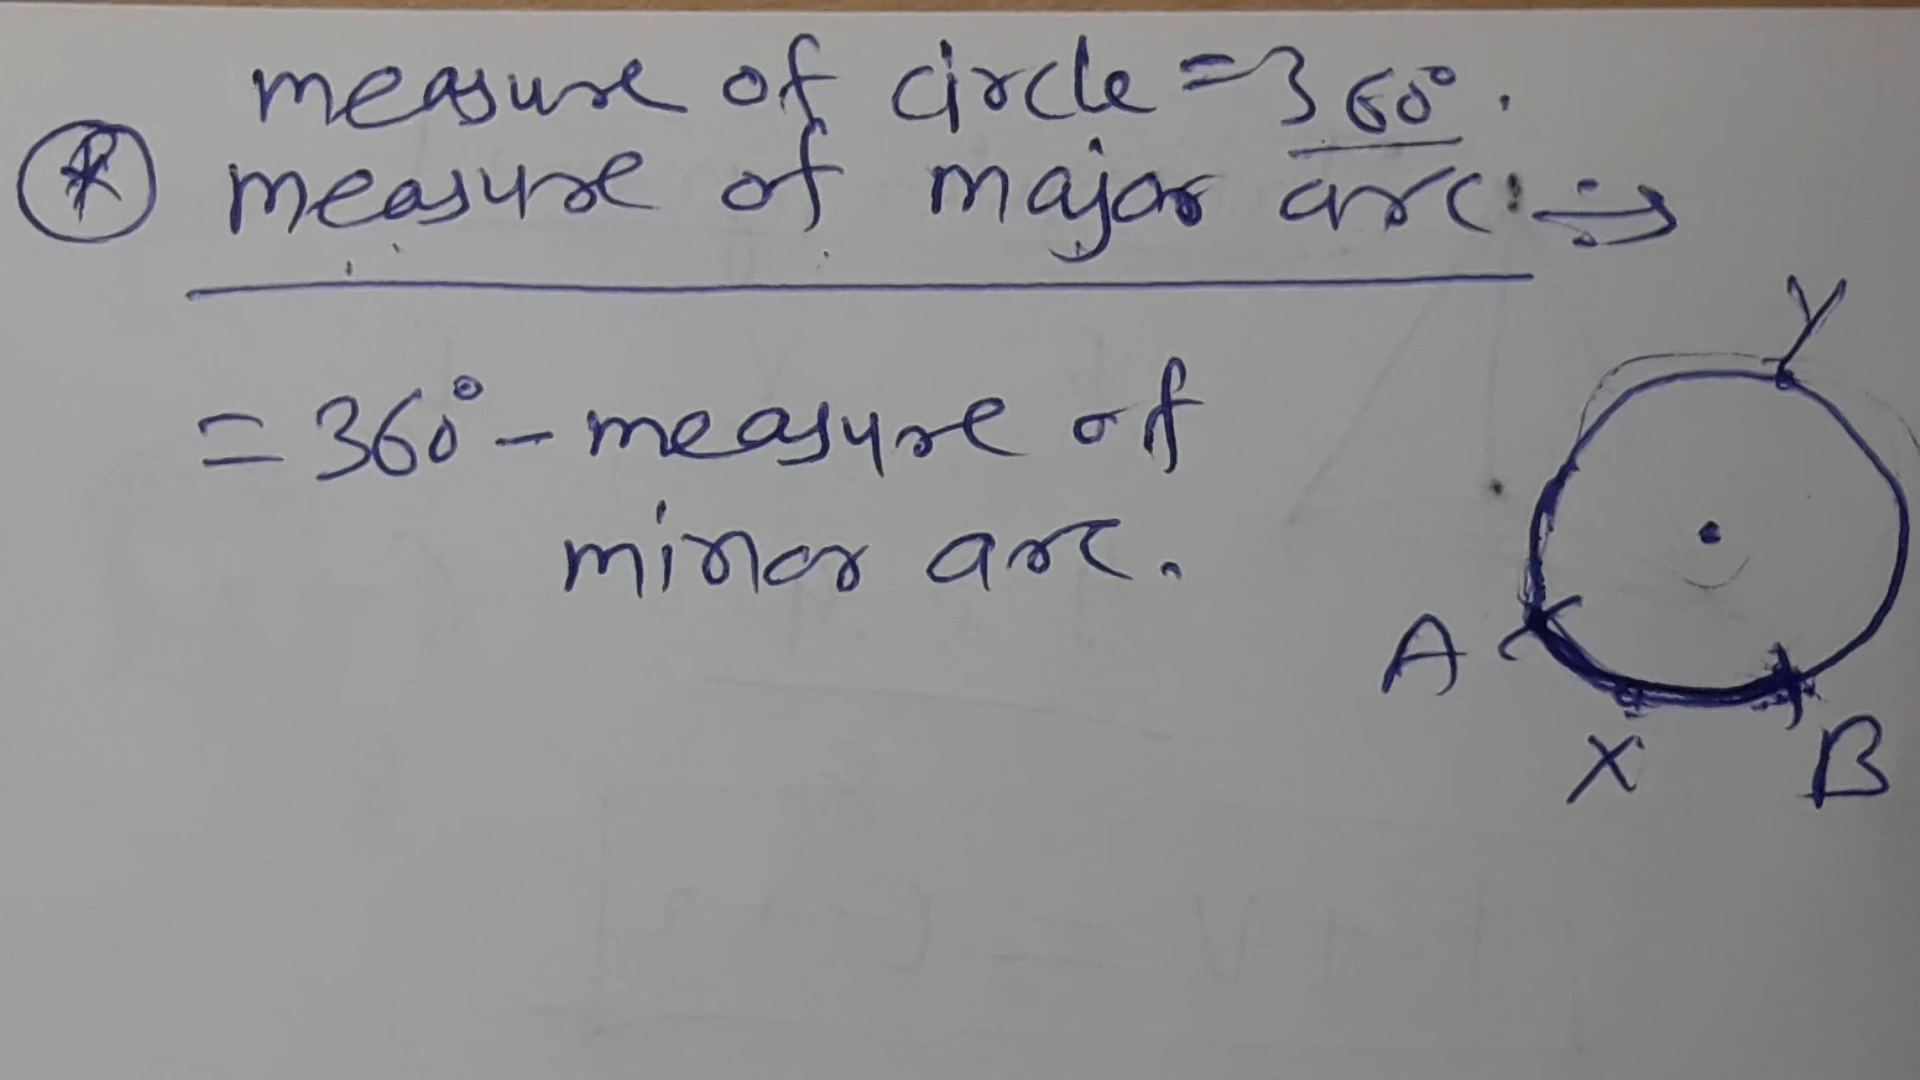 measure of circle = 360°.
* measure of major arc :→
= 360° - measure of
minor arc.
Y
A
X
B